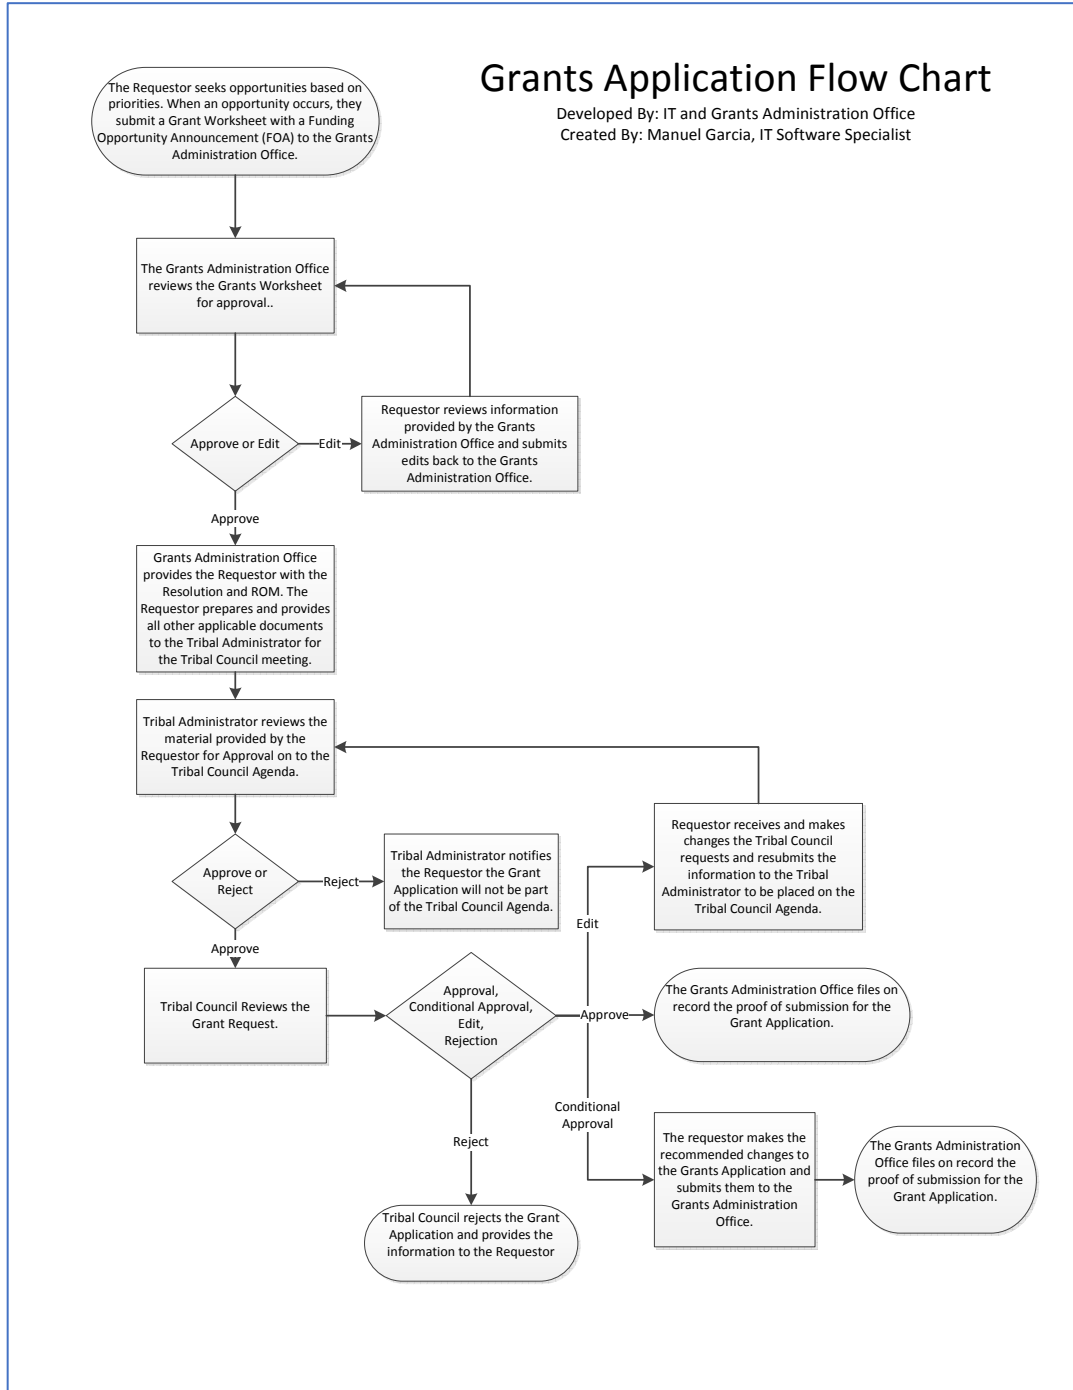 Grants Application Flow Chart
Developed By: IT and Grants Administration Office
Created By: Manuel Garcia, IT Software Specialist
The Requestor seeks opportunities based on
priorities. When an opportunity occurs, they
submit a Grant Worksheet with a Funding
Opportunity Announcement (FOA) to the Grants
Administration Office.
The Grants Administration Office
reviews the Grants Worksheet
for approval..
Approve or Edit
Edit
Requestor reviews information
provided by the Grants
Administration Office and submits
edits back to the Grants
Administration Office.
Approve
Grants Administration Office
provides the Requestor with the
Resolution and ROM. The
Requestor prepares and provides
all other applicable documents
to the Tribal Administrator for
the Tribal Council meeting.
Tribal Administrator reviews the
material provided by the
Requestor for Approval on to the
Tribal Council Agenda.
Approve or
Reject
Reject
Tribal Administrator notifies
the Requestor the Grant
Application will not be part
of the Tribal Council Agenda.
Requestor receives and makes
changes the Tribal Council
requests and resubmits the
information to the Tribal
Administrator to be placed on the
Tribal Council Agenda.
Edit
Approve
Tribal Council Reviews the
Grant Request.
Approval,
Conditional Approval,
Edit,
Rejection
Approve
The Grants Administration Office files on
record the proof of submission for the
Grant Application.
Conditional
Approval
The requestor makes the
recommended changes to
the Grants Application and
submits them to the
Grants Administration
Office.
The Grants Administration
Office files on record the
proof of submission for the
Grant Application.
Reject
Tribal Council rejects the Grant
Application and provides the
information to the Requestor